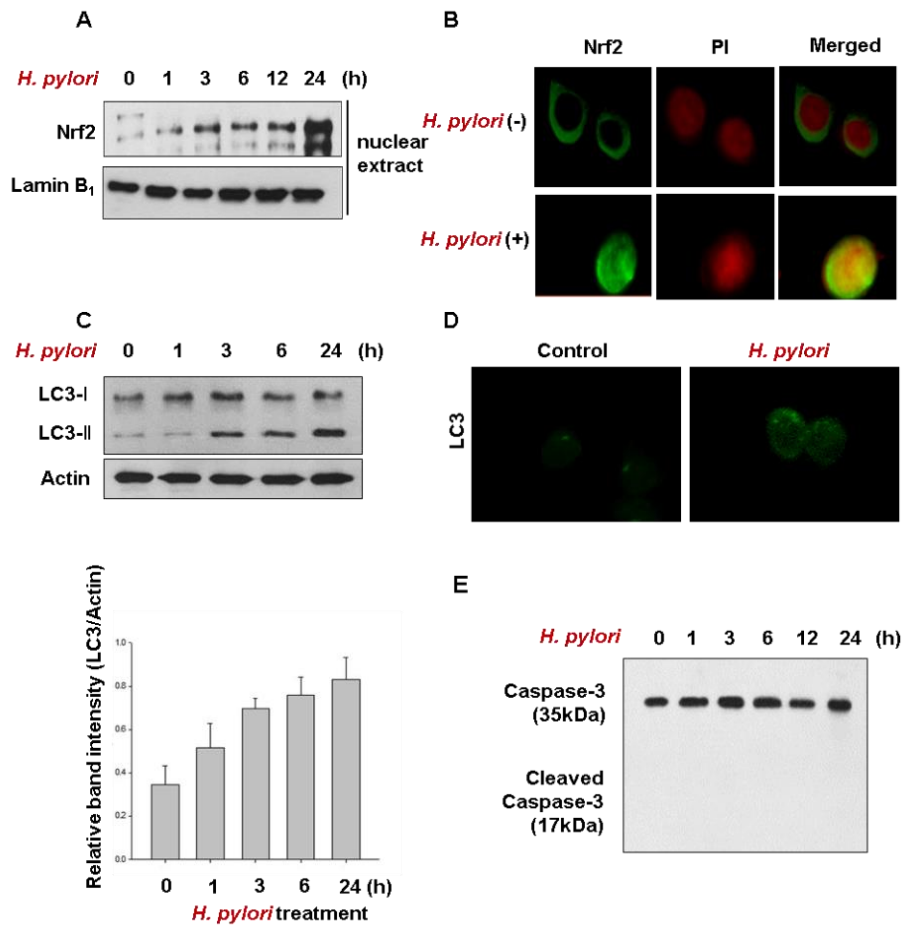 A
H. pylori 0 1 3 6 12 24 (h)
Nrf2
Lamin B1
nuclear
extract
B
Nrf2 PI Merged
H. pylori (-)
H. pylori (+)
C
H. pylori 0 1 3 6 24 (h)
LC3-I
LC3-II
Actin
Relative band intensity (LC3/Actin)
1.0
0.8
0.6
0.4
0.2
0.0
0 1 3 6 24 (h)
H. pylori treatment
D
Control H. pylori
LC3
E
H. pylori 0 1 3 6 12 24 (h)
Caspase-3
(35kDa)
Cleaved
Caspase-3
(17kDa)